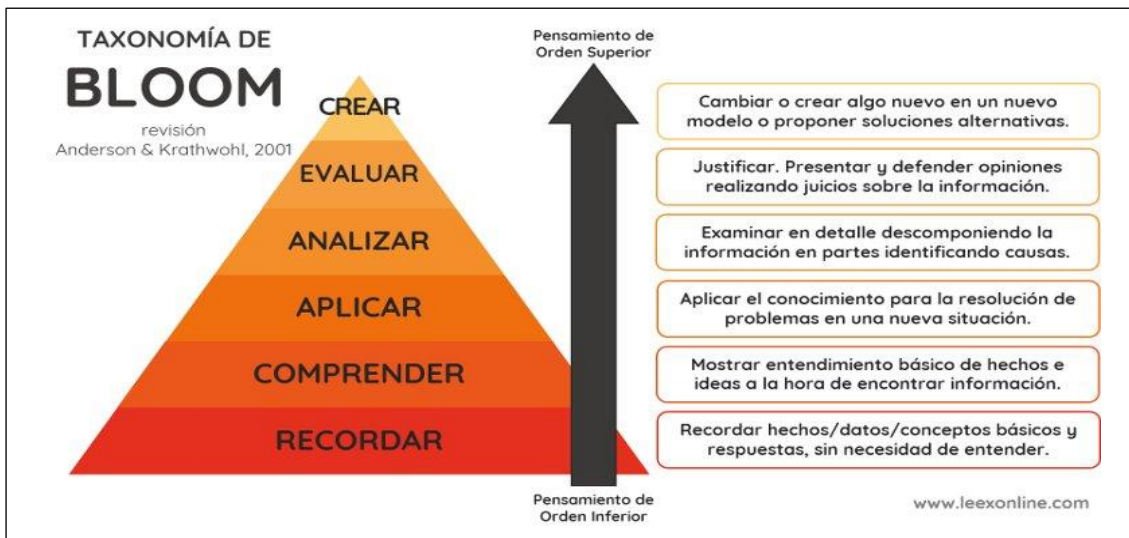 TAXONOMÍA DE
BLOOM
revisión
Anderson & Krathwohl, 2001
CREAR
EVALUAR
ANALIZAR
APLICAR
COMPRENDER
RECORDAR
Pensamiento de
Orden Superior
Pensamiento de
Orden Inferior
Cambiar o crear algo nuevo en un nuevo
modelo o proponer soluciones alternativas.
Justificar. Presentar y defender opiniones
realizando juicios sobre la información.
Examinar en detalle descomponiendo la
información en partes identificando causas.
Aplicar el conocimiento para la resolución de
problemas en una nueva situación.
Mostrar entendimiento básico de hechos e
ideas a la hora de encontrar información.
Recordar hechos/datos/conceptos básicos y
respuestas, sin necesidad de entender.
www.leexonline.com